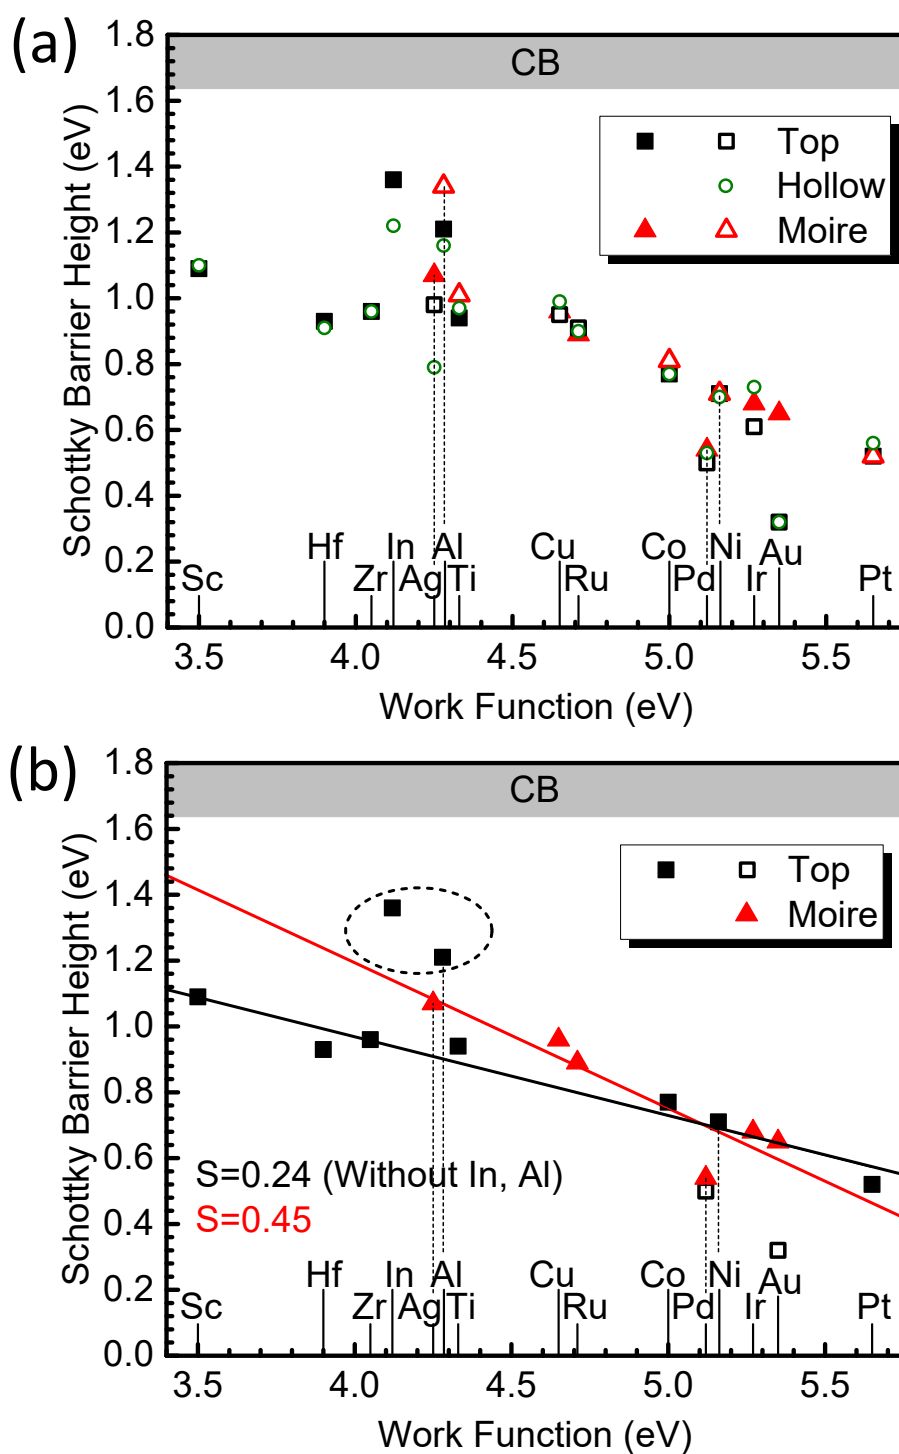 (a)
Schottky Barrier Height (eV)
1.8
1.6
1.4
1.2
1.0
0.8
0.6
0.4
0.2
0.0
CB
Top
Hollow
Moire
Hf In Al Cu Co Ni Au
Sc Zr Ag Ti Ru Pd Ir Pt
3.5 4.0 4.5 5.0 5.5
Work Function (eV)
(b)
Schottky Barrier Height (eV)
1.8
1.6
1.4
1.2
1.0
0.8
0.6
0.4
0.2
0.0
CB
Top
Moire
S=0.24 (Without In, Al)
S=0.45
Hf In Al Cu Co Ni Au
Sc Zr Ag Ti Ru Pd Ir Pt
3.5 4.0 4.5 5.0 5.5
Work Function (eV)